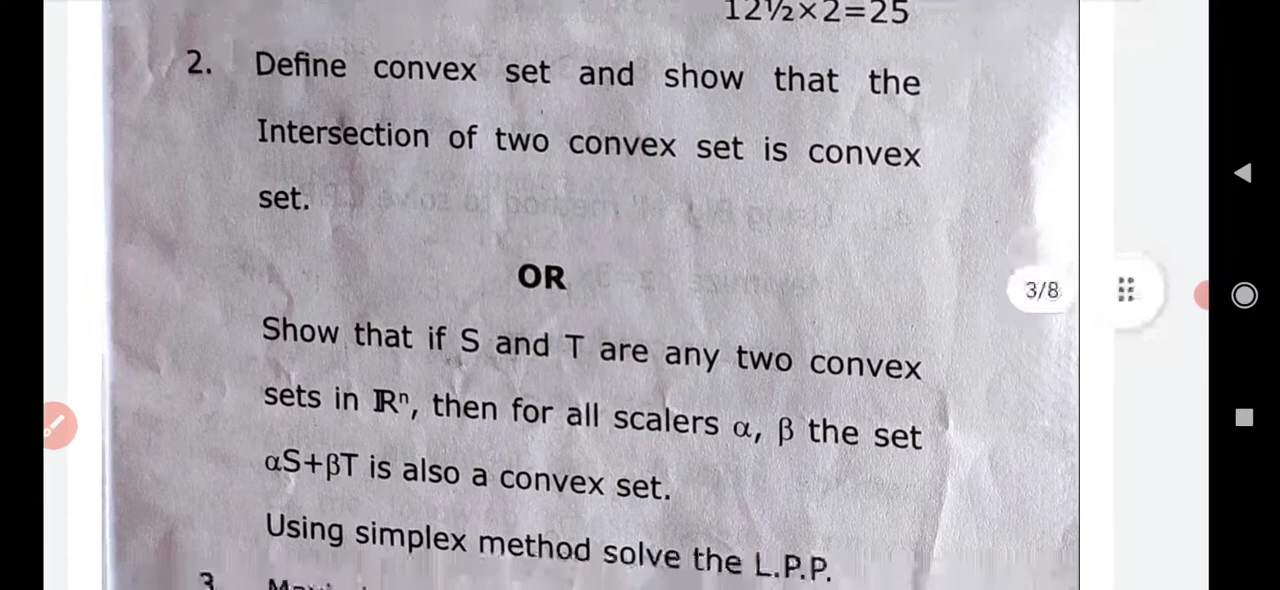 12½×2=25
2. Define convex set and show that the
Intersection of two convex set is convex
set.
OR
3/8
Show that if S and T are any two convex
sets in ℝⁿ, then for all scalers α, β the set
αS+βT is also a convex set.
Using simplex method solve the L.P.P.
3